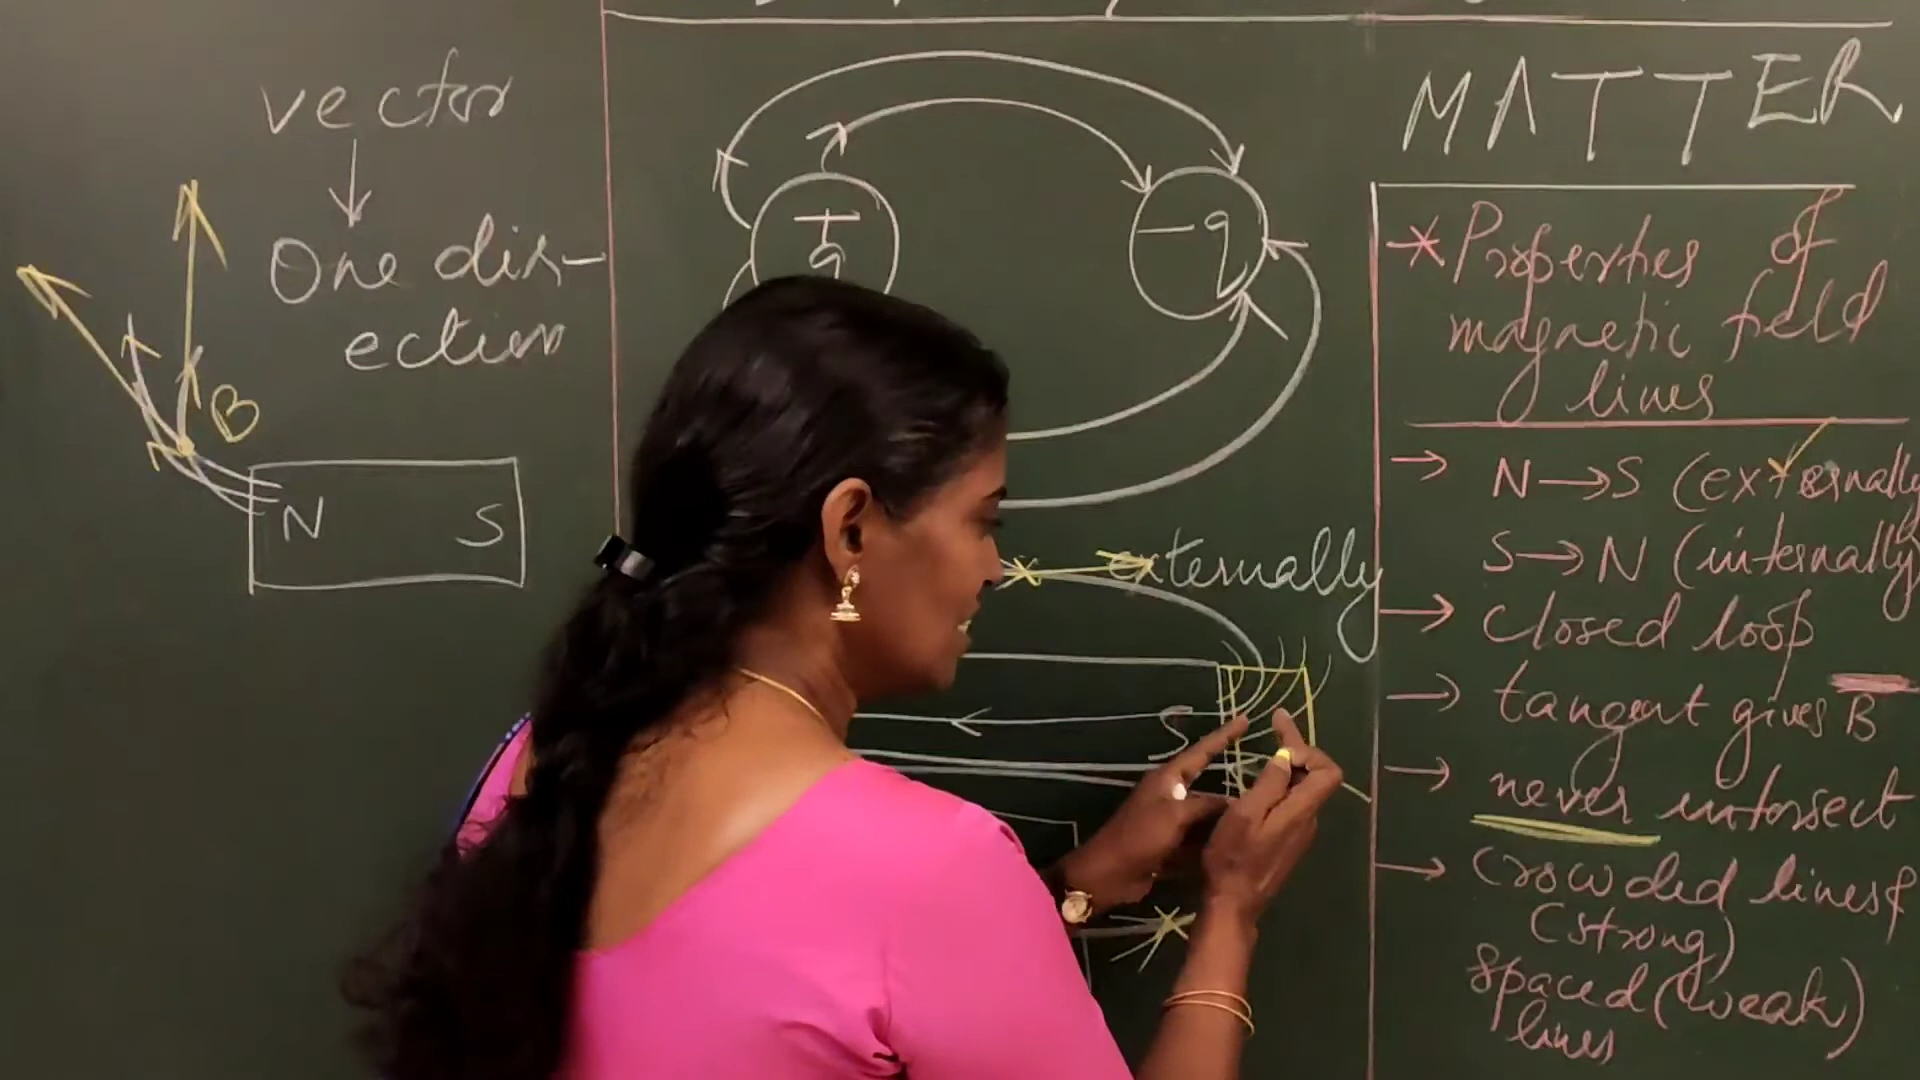 vector
One dir-
ection
B
N S
+
q
-q
externally
S
MATTER
* Properties of
magnetic field
lines
→ N→S (externally
S→N (internally)
→ closed loop
→ tangent gives B
→ never intersect
→ Crowded lines &
(strong)
spaced (weak)
lines